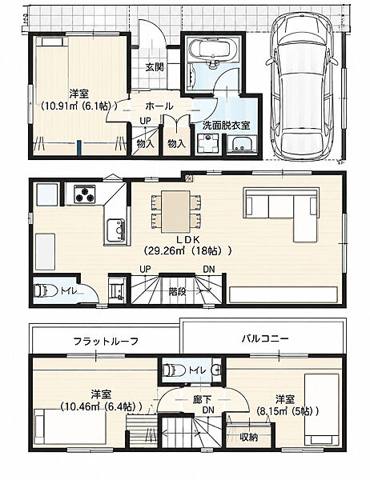 玄関
洋室
(10.91㎡ (6.1帖))
ホール
UP
物入
物入
洗面脱衣室
LDK
(29.26㎡ (18帖))
トイレ
UP
DN
階段
フラットルーフ
バルコニー
トイレ
洋室
(10.46㎡ (6.4帖))
廊下
DN
洋室
(8.15㎡ (5帖))
収納